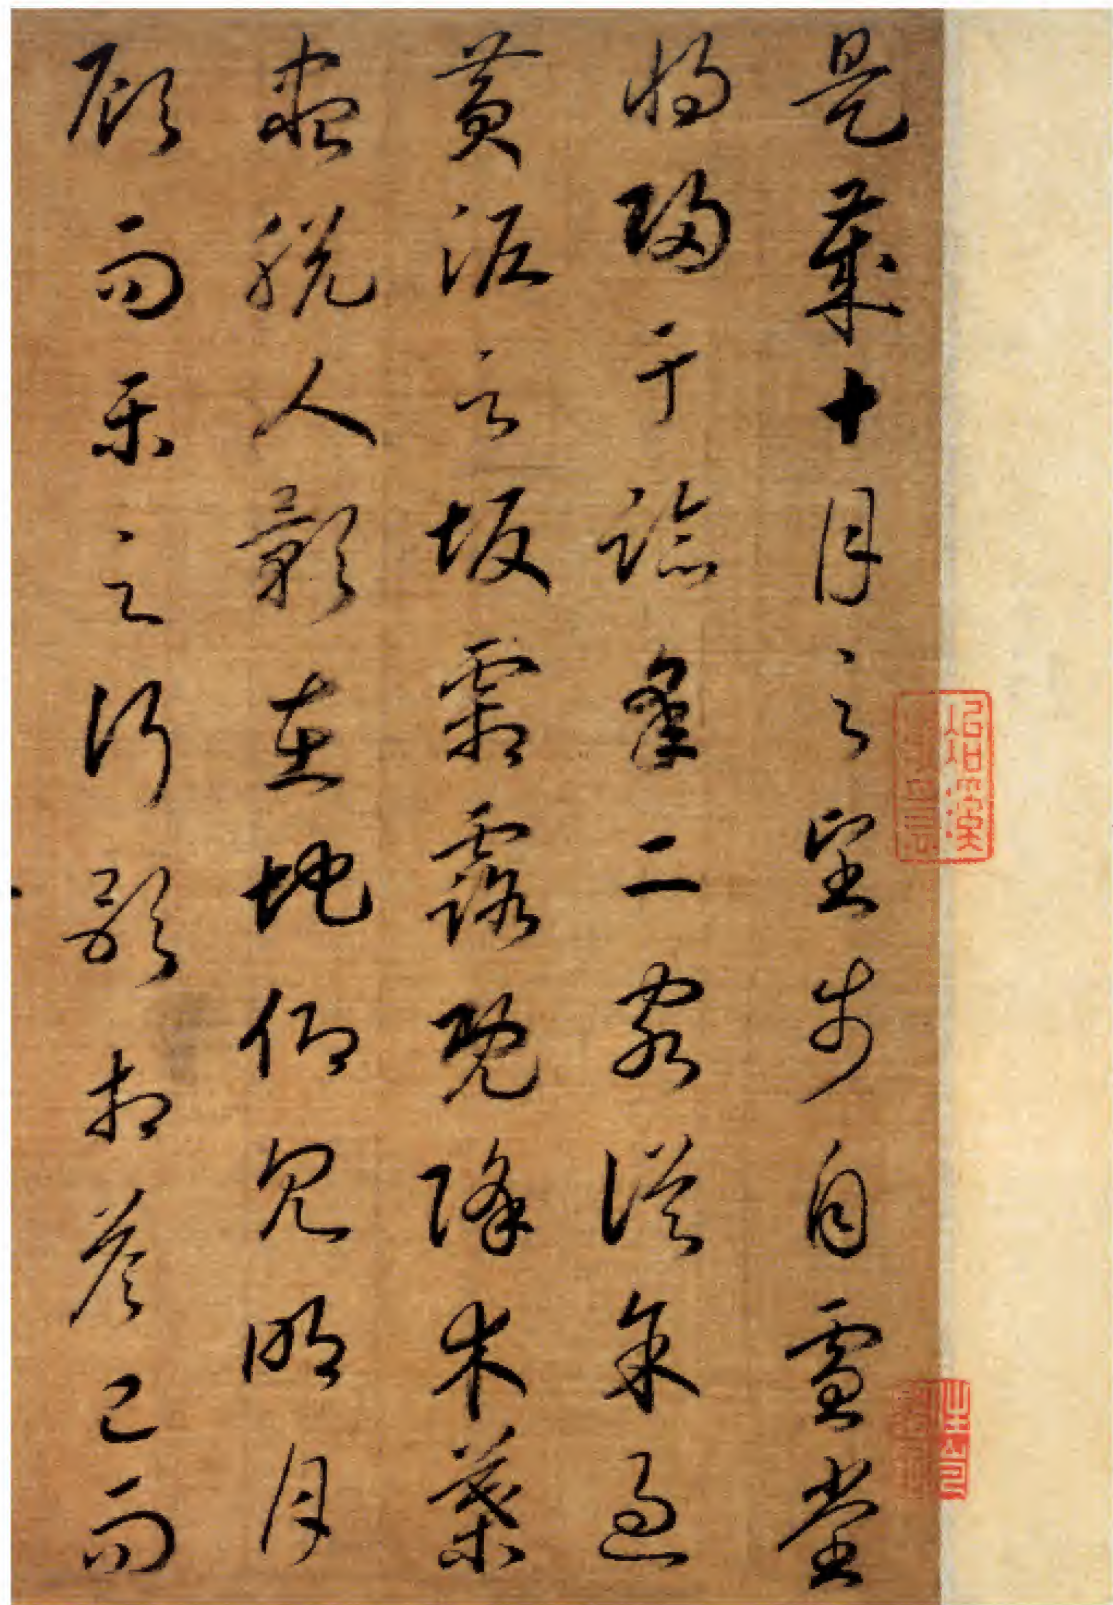 是歲十月之望步自雪堂
將歸于臨皋二客從余過
黃泥之坂霜露既降木葉
盡脫人影在地仰見明月
顧而樂之行歌相答已而